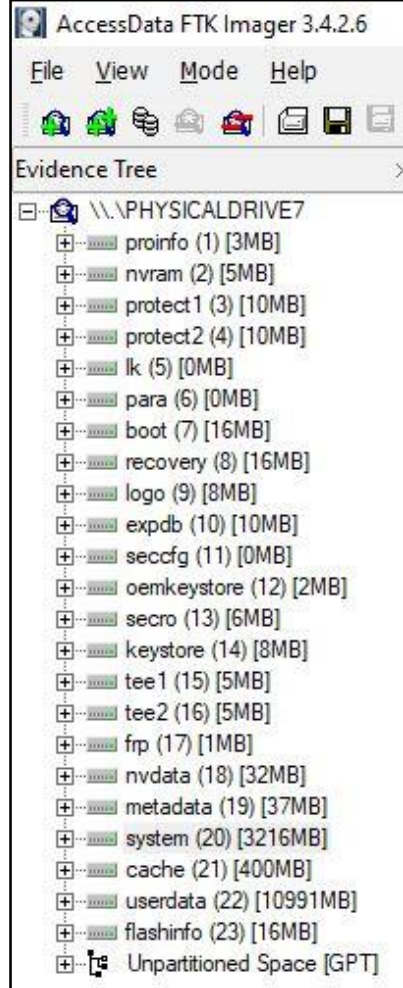 AccessData FTK Imager 3.4.2.6
File View Mode Help
Evidence Tree
\\.\PHYSICALDRIVE7
proinfo (1) [3MB]
nvram (2) [5MB]
protect1 (3) [10MB]
protect2 (4) [10MB]
lk (5) [0MB]
para (6) [0MB]
boot (7) [16MB]
recovery (8) [16MB]
logo (9) [8MB]
expdb (10) [10MB]
seccfg (11) [0MB]
oemkeystore (12) [2MB]
secro (13) [6MB]
keystore (14) [8MB]
tee1 (15) [5MB]
tee2 (16) [5MB]
frp (17) [1MB]
nvdata (18) [32MB]
metadata (19) [37MB]
system (20) [3216MB]
cache (21) [400MB]
userdata (22) [10991MB]
flashinfo (23) [16MB]
Unpartitioned Space [GPT]